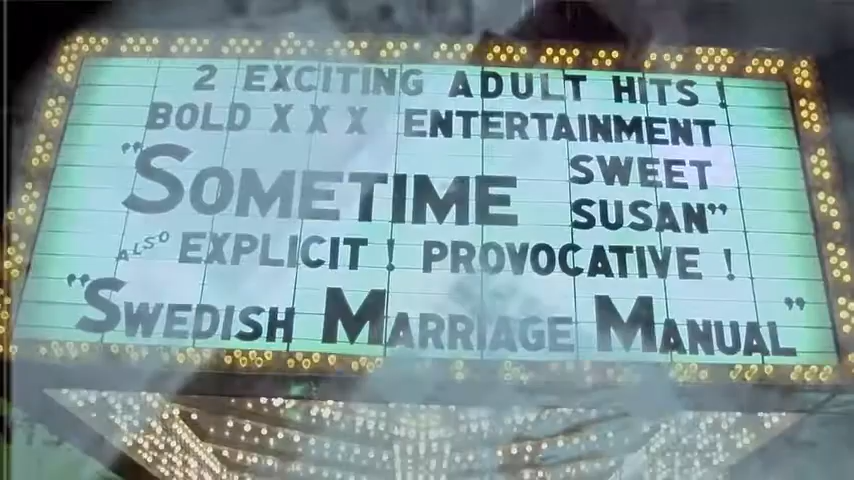 2 EXCITING ADULT HITS!
BOLD XXX ENTERTAINMENT
"SOMETIME SWEET SUSAN"
ALSO EXPLICIT! PROVOCATIVE!
"SWEDISH MARRIAGE MANUAL"